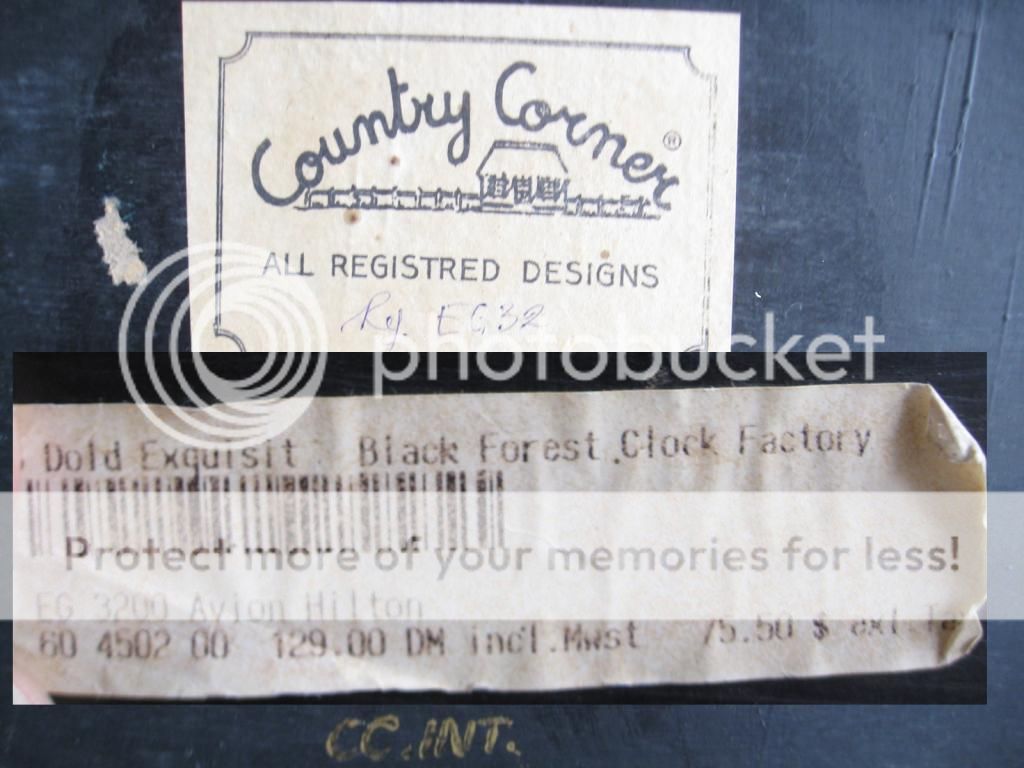 Country Corner ®
ALL REGISTRED DESIGNS
EG32
photobucket
Dold Exquisit Black Forest Clock Factory
Protect more of your memories for less!
EG 3200 Avion Hilton
60 4502 00 129.00 DM incl.Mwst 75.50 $ exl.
CC.INT.